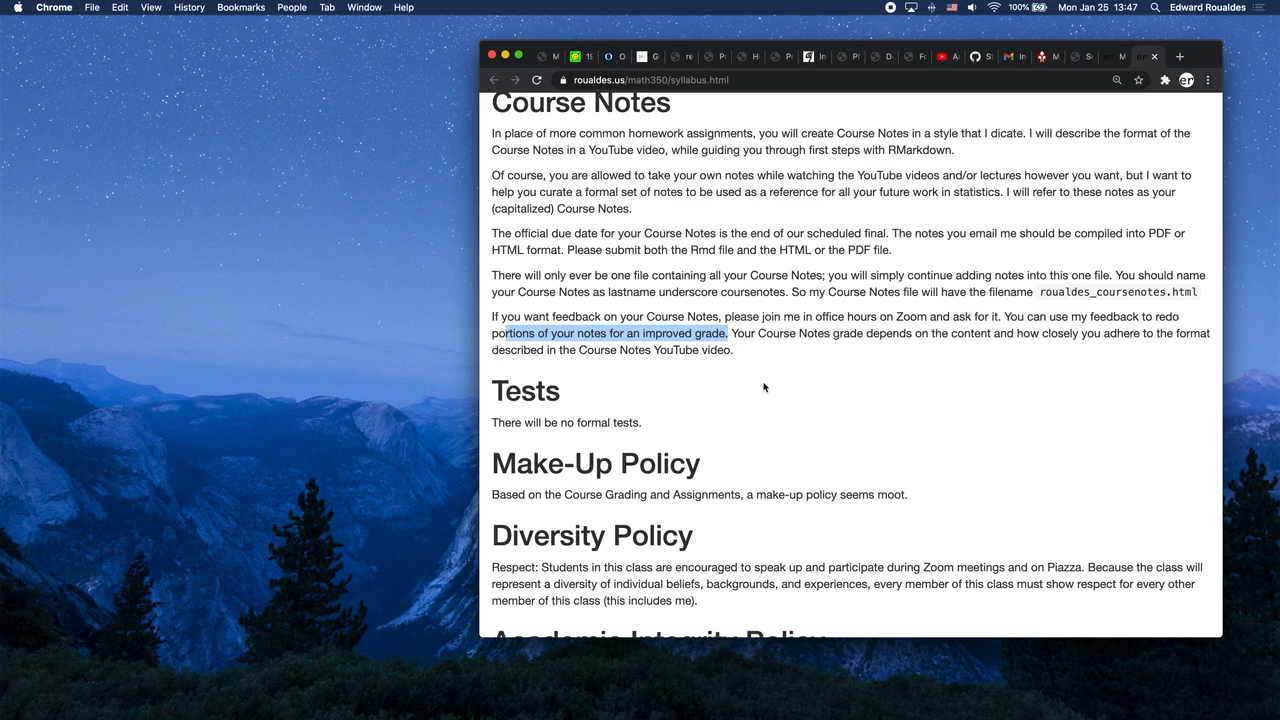 Chrome File Edit View History Bookmarks People Tab Window Help 100% Mon Jan 25 13:47 Edward Roualdes
roualdes.us/math350/syllabus.html
Course Notes
In place of more common homework assignments, you will create Course Notes in a style that I dicate. I will describe the format of the
Course Notes in a YouTube video, while guiding you through first steps with RMarkdown.
Of course, you are allowed to take your own notes while watching the YouTube videos and/or lectures however you want, but I want to
help you curate a formal set of notes to be used as a reference for all your future work in statistics. I will refer to these notes as your
(capitalized) Course Notes.
The official due date for your Course Notes is the end of our scheduled final. The notes you email me should be compiled into PDF or
HTML format. Please submit both the Rmd file and the HTML or the PDF file.
There will only ever be one file containing all your Course Notes; you will simply continue adding notes into this one file. You should name
your Course Notes as lastname underscore coursenotes. So my Course Notes file will have the filename roualdes_coursenotes.html
If you want feedback on your Course Notes, please join me in office hours on Zoom and ask for it. You can use my feedback to redo
portions of your notes for an improved grade. Your Course Notes grade depends on the content and how closely you adhere to the format
described in the Course Notes YouTube video.
Tests
There will be no formal tests.
Make-Up Policy
Based on the Course Grading and Assignments, a make-up policy seems moot.
Diversity Policy
Respect: Students in this class are encouraged to speak up and participate during Zoom meetings and on Piazza. Because the class will
represent a diversity of individual beliefs, backgrounds, and experiences, every member of this class must show respect for every other
member of this class (this includes me).
Academic Integrity Policy